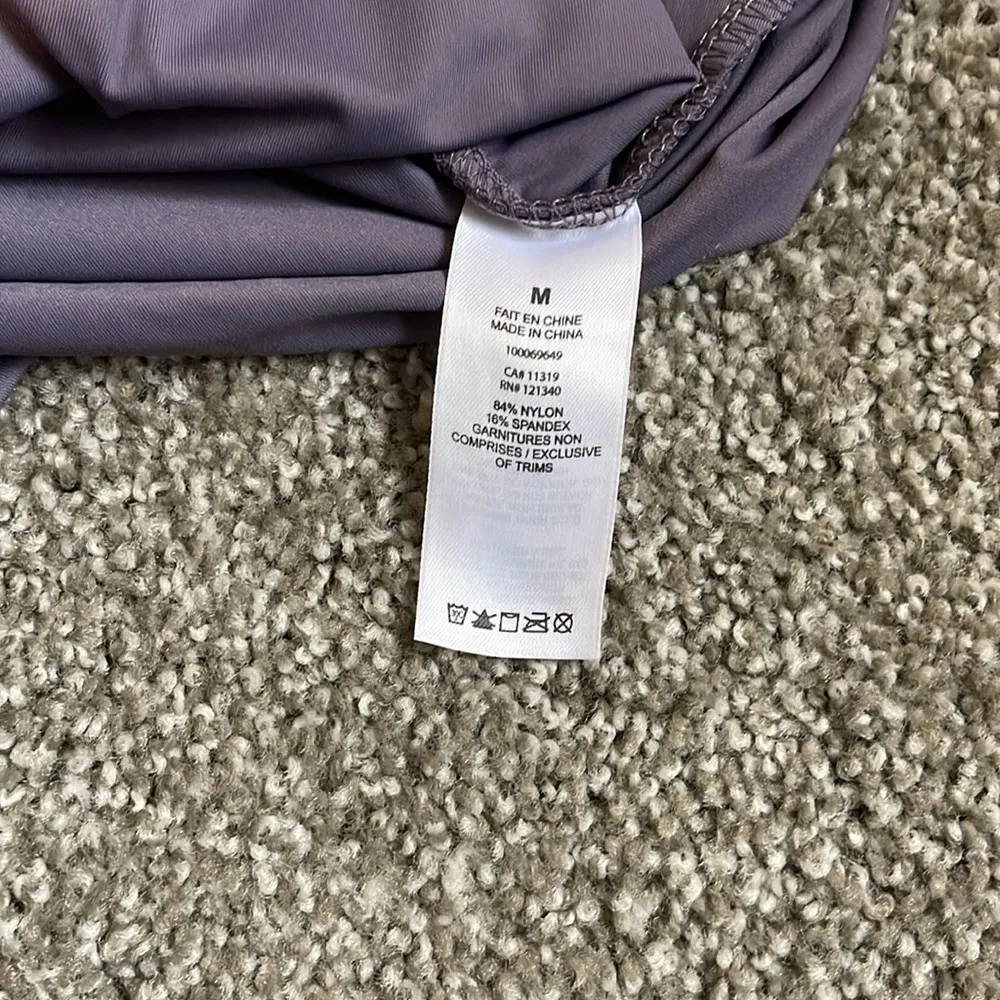 M
FAIT EN CHINE
MADE IN CHINA
100069649
CA# 11319
RN# 121340
84% NYLON
16% SPANDEX
GARNITURES NON
COMPRISES / EXCLUSIVE
OF TRIMS